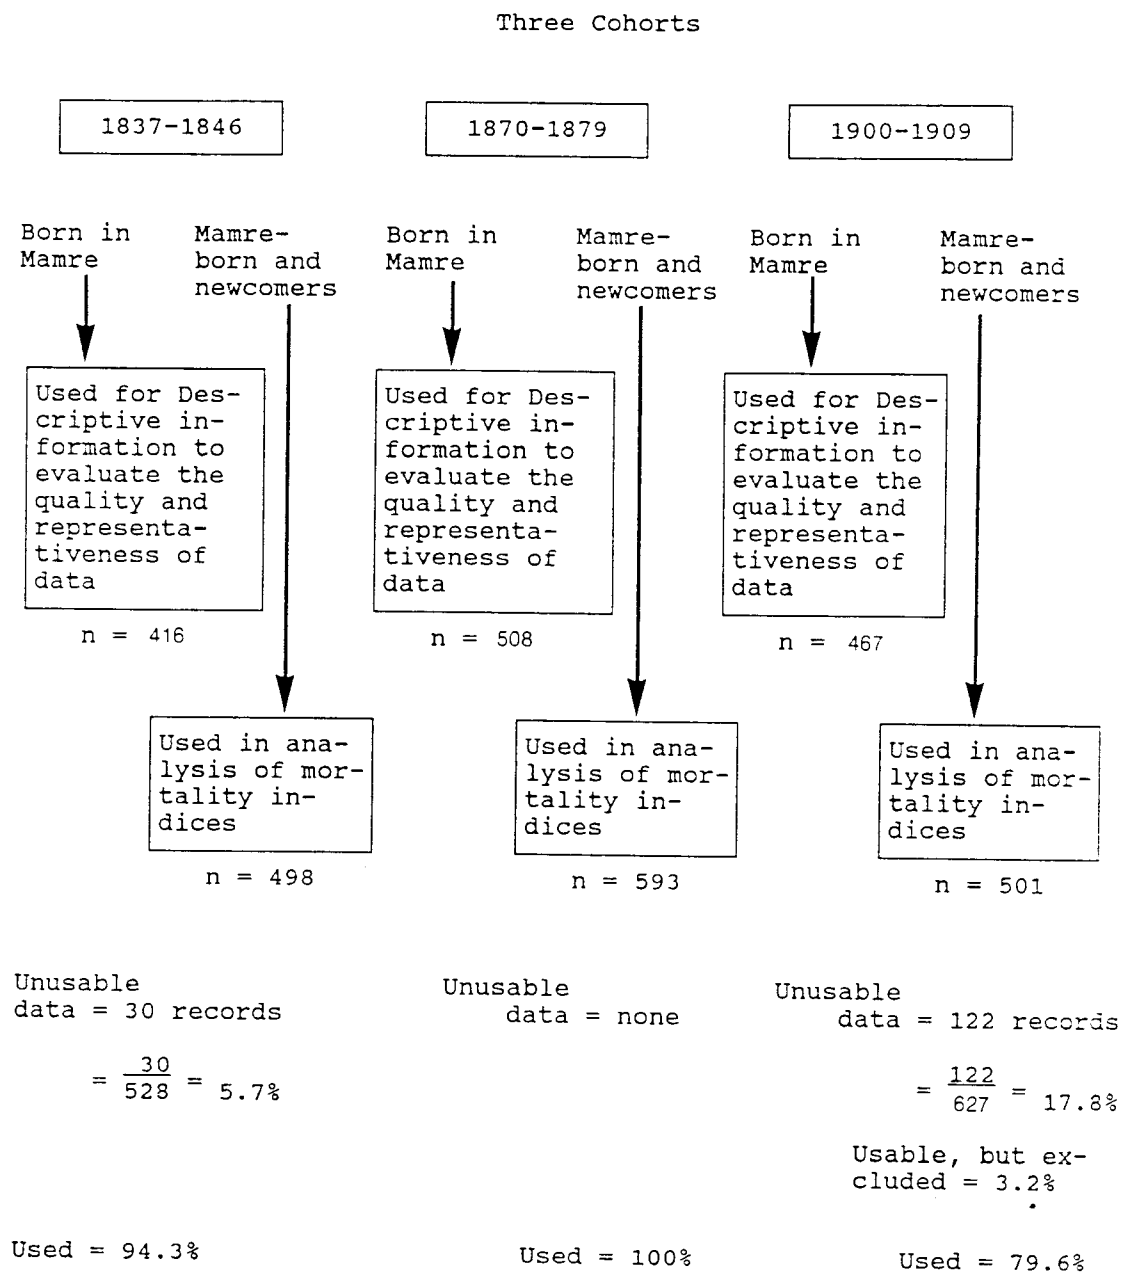 Three Cohorts
1837-1846
Born in
Mamre
Mamre-
born and
newcomers
Used for Des-
criptive in-
formation to
evaluate the
quality and
representa-
tiveness of
data
n = 416
Used in ana-
lysis of mor-
tality in-
dices
n = 498
Unusable
data = 30 records
= 30
528 = 5.7%
Used = 94.3%
1870-1879
Born in
Mamre
Mamre-
born and
newcomers
Used for Des-
criptive in-
formation to
evaluate the
quality and
representa-
tiveness of
data
n = 508
Used in ana-
lysis of mor-
tality in-
dices
n = 593
Unusable
data = none
Used = 100%
1900-1909
Born in
Mamre
Mamre-
born and
newcomers
Used for Des-
criptive in-
formation to
evaluate the
quality and
representa-
tiveness of
data
n = 467
Used in ana-
lysis of mor-
tality in-
dices
n = 501
Unusable
data = 122 records
= 122
627 = 17.8%
Usable, but ex-
cluded = 3.2%
Used = 79.6%